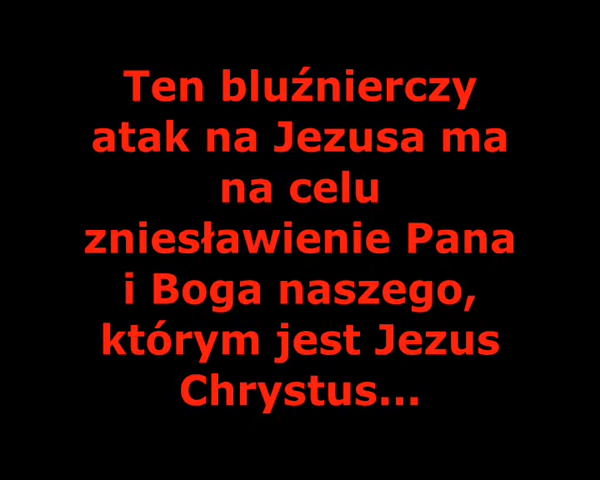 Ten bluźnierczy
atak na Jezusa ma
na celu
zniesławienie Pana
i Boga naszego,
którym jest Jezus
Chrystus...